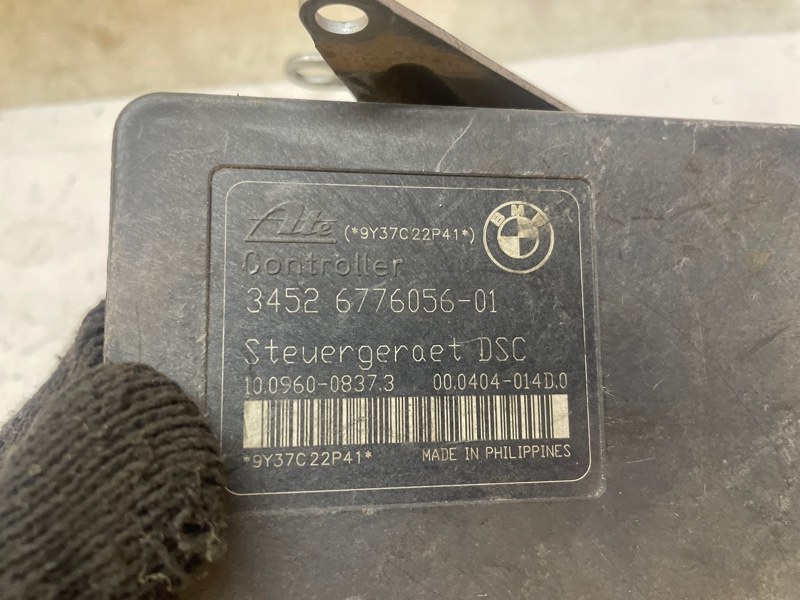 Ate (*9Y37C22P41*) BMW
Controller
3452 6776056-01
Steuergeraet DSC
10.0960-0837.3 00.0404-014D.0
*9Y37C22P41* MADE IN PHILIPPINES